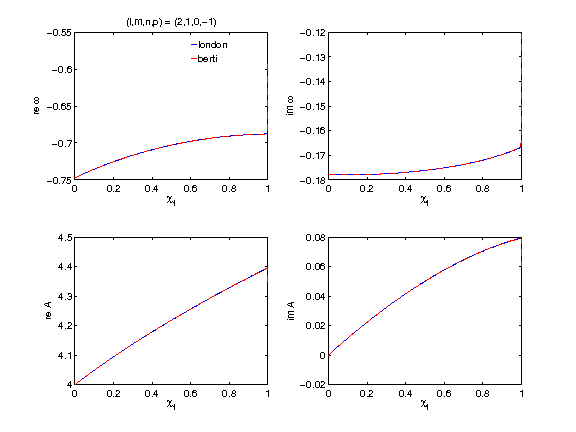 (l,m,n,p) = (2,1,0,−1)
−0.55
−0.6
−0.65
−0.7
−0.75
re ω
london
berti
0 0.2 0.4 0.6 0.8 1
χf
−0.12
−0.13
−0.14
−0.15
−0.16
−0.17
−0.18
im ω
0 0.2 0.4 0.6 0.8 1
χf
4.5
4.4
4.3
4.2
4.1
4
re A
0 0.2 0.4 0.6 0.8 1
χf
0.08
0.06
0.04
0.02
0
−0.02
im A
0 0.2 0.4 0.6 0.8 1
χf